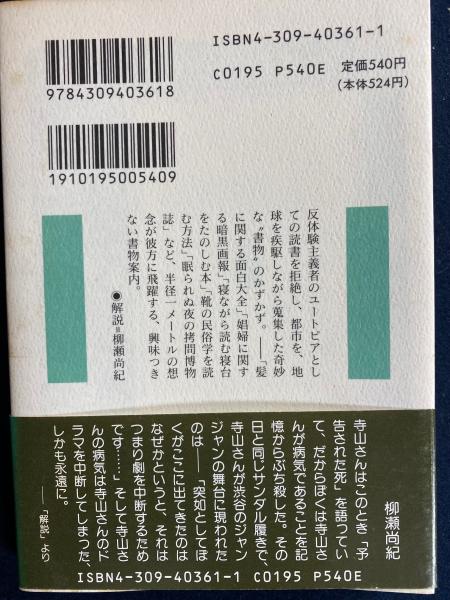 ISBN4-309-40361-1
C0195 P540E 定価540円
(本体524円)
9784309403618
1910195005409
反体験主義者のユートピアとし
ての読書を拒絶し、都市を、地
球を疾駆しながら蒐集した奇妙
な〝書物〟のかずかず。――「髪
に関する面白大全」「娼婦に関す
る暗黒画報」「寝ながら読む寝台
をたのしむ本」「靴の民俗学を読
む方法」「眠られぬ夜の拷問博物
誌」など、半径一メートルの想
念が彼方に飛躍する、興味つき
ない書物案内。
●解説=柳瀬尚紀
柳瀬尚紀
寺山さんはこのとき「予
告された死」を語ってい
て、だからぼくは寺山さ
んが病気であることを記
憶からぶち殺した。その
日と同じサンダル履きで、
寺山さんが渋谷のジャン
ジャンの舞台に現われた
のは――「突如としてぼ
くがここに出てきたのは
なぜかというと、それは
つまり劇を中断するため
です……」そして寺山さ
んの病気は寺山さんのド
ラマを中断してしまった、
しかも永遠に。
――「解説」より
ISBN4-309-40361-1 C0195 P540E